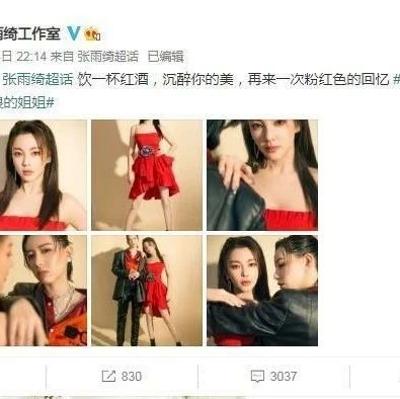 雨绮工作室
日 22:14 来自 张雨绮超话 已编辑
张雨绮超话 饮一杯红酒，沉醉你的美，再来一次粉红色的回忆 #
的姐姐#
830
3037